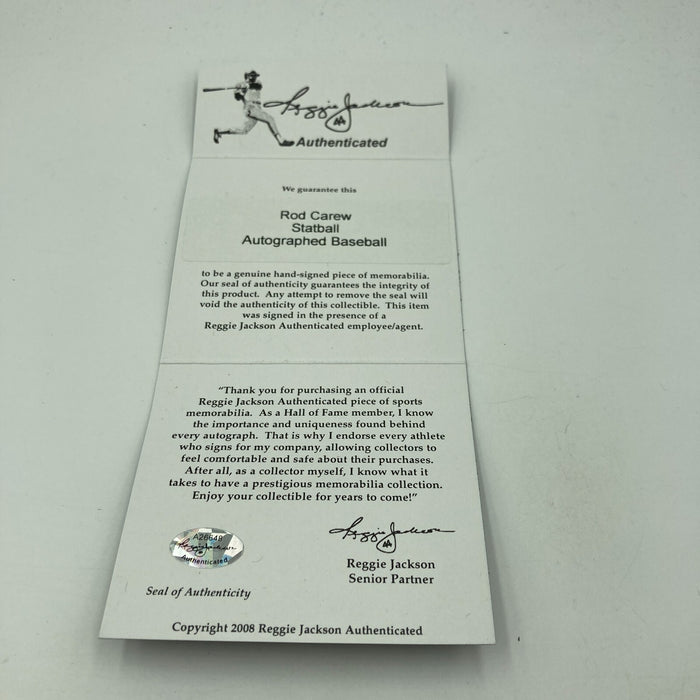 Reggie Jackson
Authenticated
We guarantee this
Rod Carew
Statball
Autographed Baseball
to be a genuine hand-signed piece of memorabilia.
Our seal of authenticity guarantees the integrity of
this product. Any attempt to remove the seal will
void the authenticity of this collectible. This item
was signed in the presence of a
Reggie Jackson Authenticated employee/agent.
"Thank you for purchasing an official
Reggie Jackson Authenticated piece of sports
memorabilia. As a Hall of Fame member, I know
the importance and uniqueness found behind
every autograph. That is why I endorse every athlete
who signs for my company, allowing collectors to
feel comfortable and safe about their purchases.
After all, as a collector myself, I know what it
takes to have a prestigious memorabilia collection.
Enjoy your collectible for years to come!"
Reggie Jackson
A26648
Reggie Jackson
Authenticated
Reggie Jackson
Senior Partner
Seal of Authenticity
Copyright 2008 Reggie Jackson Authenticated